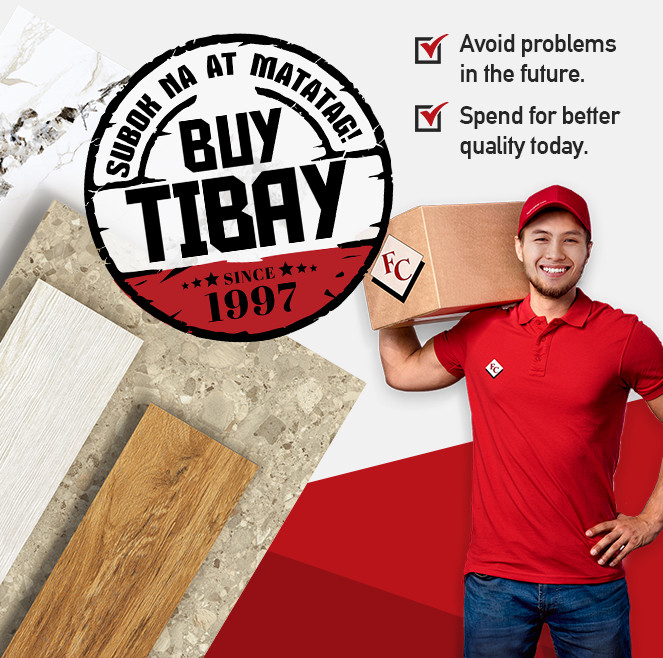 SUBOK NA AT MATATAG!
BUY
TIBAY
SINCE
1997
Avoid problems
in the future.
Spend for better
quality today.
FC
FC